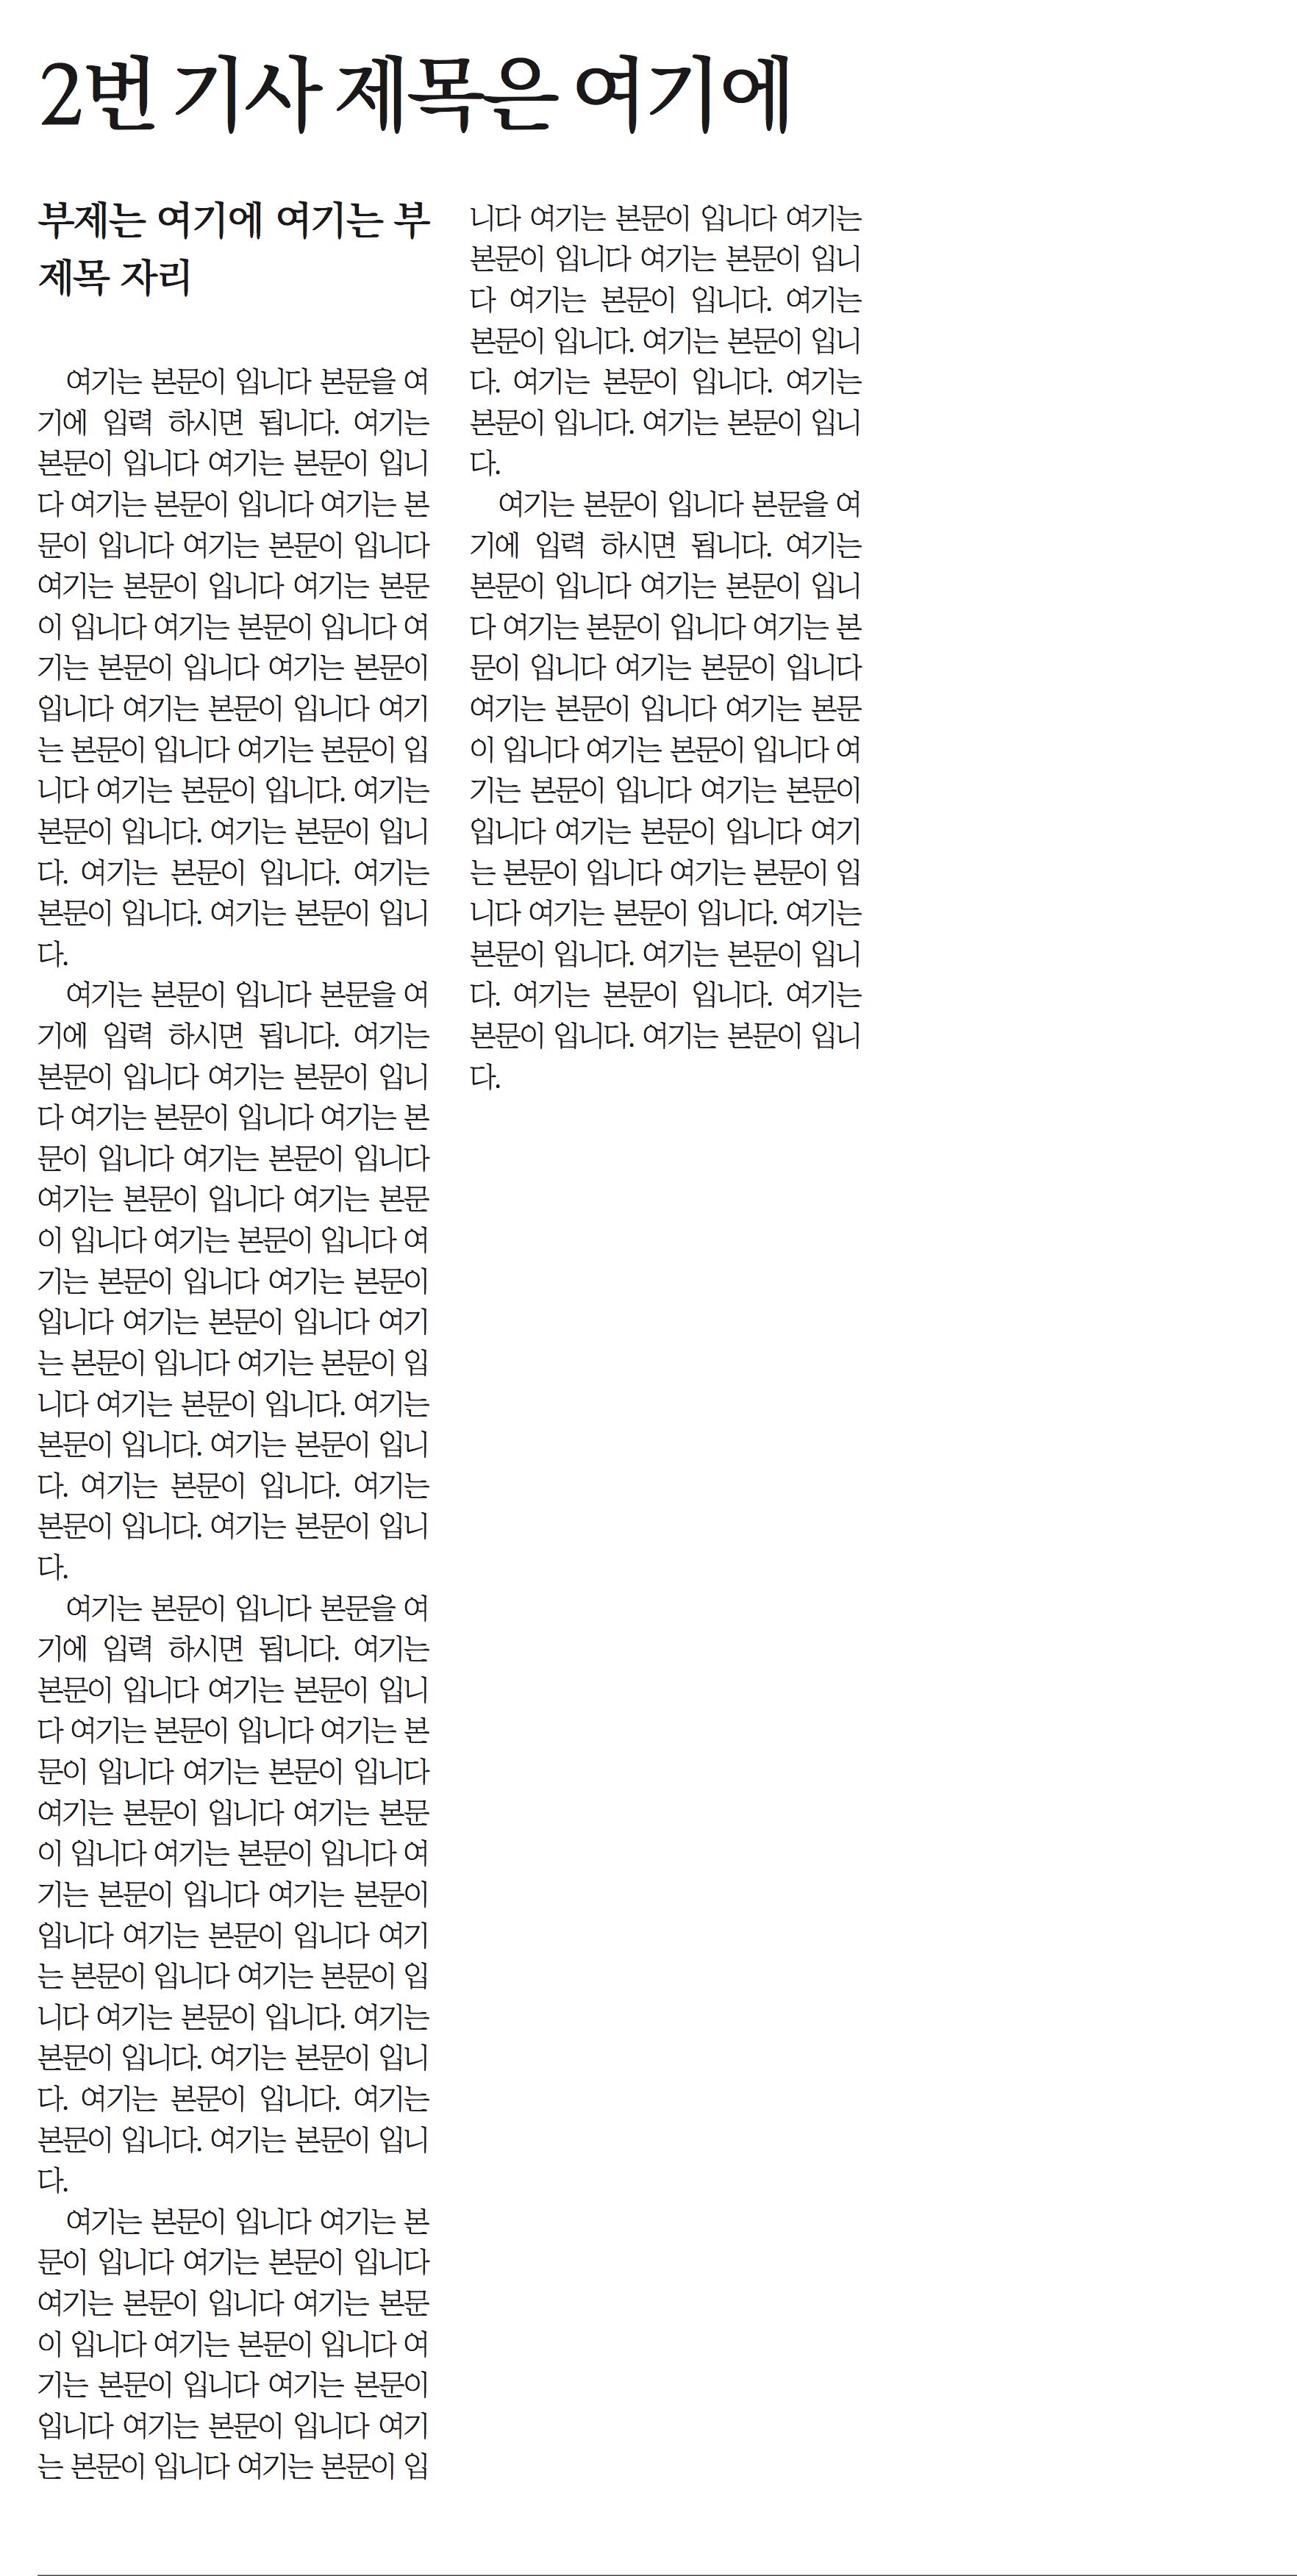 2번 기사 제목은 여기에
부제는 여기에 여기는 부
제목 자리
여기는 본문이 입니다 본문을 여
기에 입력 하시면 됩니다. 여기는
본문이 입니다 여기는 본문이 입니
다 여기는 본문이 입니다 여기는 본
문이 입니다 여기는 본문이 입니다
여기는 본문이 입니다 여기는 본문
이 입니다 여기는 본문이 입니다 여
기는 본문이 입니다 여기는 본문이
입니다 여기는 본문이 입니다 여기
는 본문이 입니다 여기는 본문이 입
니다 여기는 본문이 입니다. 여기는
본문이 입니다. 여기는 본문이 입니
다. 여기는 본문이 입니다. 여기는
본문이 입니다. 여기는 본문이 입니
다.
여기는 본문이 입니다 본문을 여
기에 입력 하시면 됩니다. 여기는
본문이 입니다 여기는 본문이 입니
다 여기는 본문이 입니다 여기는 본
문이 입니다 여기는 본문이 입니다
여기는 본문이 입니다 여기는 본문
이 입니다 여기는 본문이 입니다 여
기는 본문이 입니다 여기는 본문이
입니다 여기는 본문이 입니다 여기
는 본문이 입니다 여기는 본문이 입
니다 여기는 본문이 입니다. 여기는
본문이 입니다. 여기는 본문이 입니
다. 여기는 본문이 입니다. 여기는
본문이 입니다. 여기는 본문이 입니
다.
여기는 본문이 입니다 본문을 여
기에 입력 하시면 됩니다. 여기는
본문이 입니다 여기는 본문이 입니
다 여기는 본문이 입니다 여기는 본
문이 입니다 여기는 본문이 입니다
여기는 본문이 입니다 여기는 본문
이 입니다 여기는 본문이 입니다 여
기는 본문이 입니다 여기는 본문이
입니다 여기는 본문이 입니다 여기
는 본문이 입니다 여기는 본문이 입
니다 여기는 본문이 입니다. 여기는
본문이 입니다. 여기는 본문이 입니
다. 여기는 본문이 입니다. 여기는
본문이 입니다. 여기는 본문이 입니
다.
여기는 본문이 입니다 여기는 본
문이 입니다 여기는 본문이 입니다
여기는 본문이 입니다 여기는 본문
이 입니다 여기는 본문이 입니다 여
기는 본문이 입니다 여기는 본문이
입니다 여기는 본문이 입니다 여기
는 본문이 입니다 여기는 본문이 입
니다 여기는 본문이 입니다 여기는
본문이 입니다 여기는 본문이 입니
다 여기는 본문이 입니다. 여기는
본문이 입니다. 여기는 본문이 입니
다. 여기는 본문이 입니다. 여기는
본문이 입니다. 여기는 본문이 입니
다.
여기는 본문이 입니다 본문을 여
기에 입력 하시면 됩니다. 여기는
본문이 입니다 여기는 본문이 입니
다 여기는 본문이 입니다 여기는 본
문이 입니다 여기는 본문이 입니다
여기는 본문이 입니다 여기는 본문
이 입니다 여기는 본문이 입니다 여
기는 본문이 입니다 여기는 본문이
입니다 여기는 본문이 입니다 여기
는 본문이 입니다 여기는 본문이 입
니다 여기는 본문이 입니다. 여기는
본문이 입니다. 여기는 본문이 입니
다. 여기는 본문이 입니다. 여기는
본문이 입니다. 여기는 본문이 입니
다.